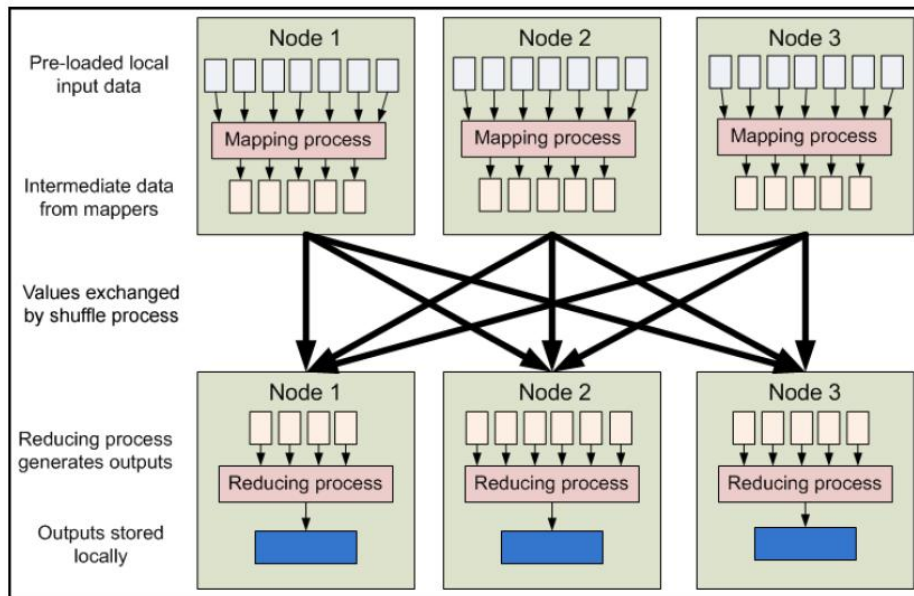 Node 1
Node 2
Node 3
Pre-loaded local
input data
Mapping process
Mapping process
Mapping process
Intermediate data
from mappers
Values exchanged
by shuffle process
Node 1
Node 2
Node 3
Reducing process
generates outputs
Reducing process
Reducing process
Reducing process
Outputs stored
locally